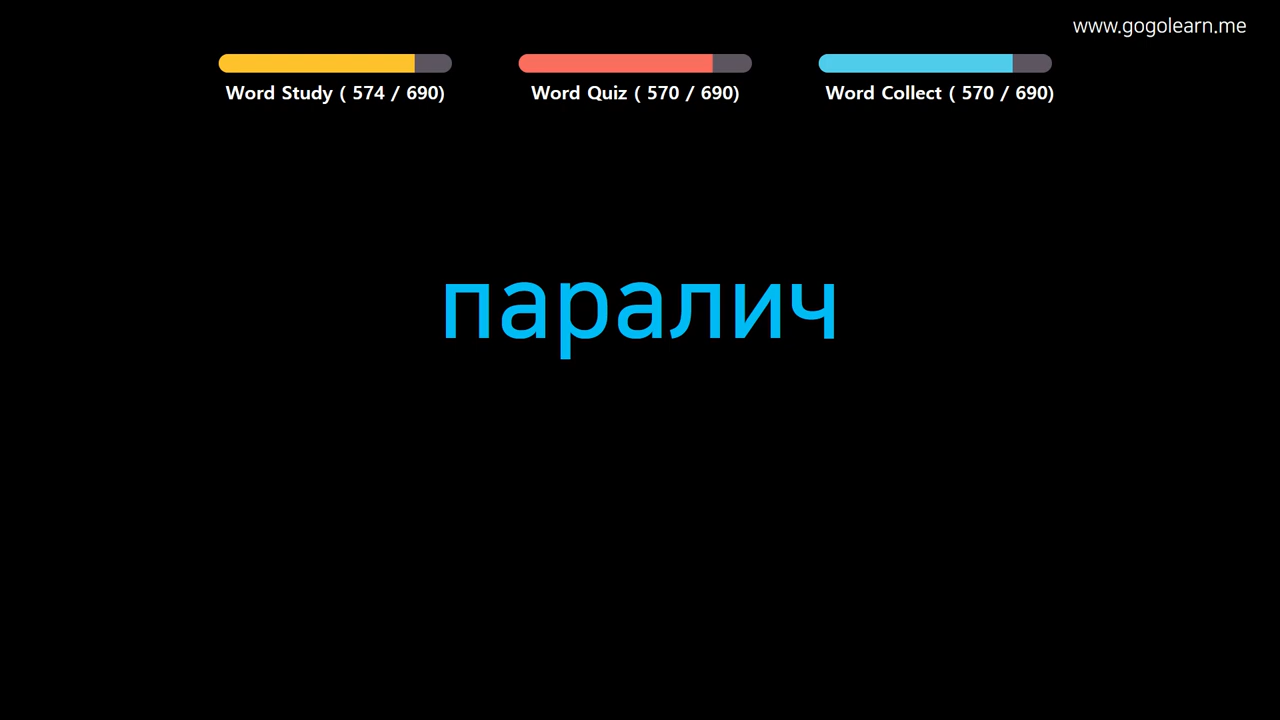 www.gogolearn.me
Word Study ( 574 / 690)
Word Quiz ( 570 / 690)
Word Collect ( 570 / 690)
паралич